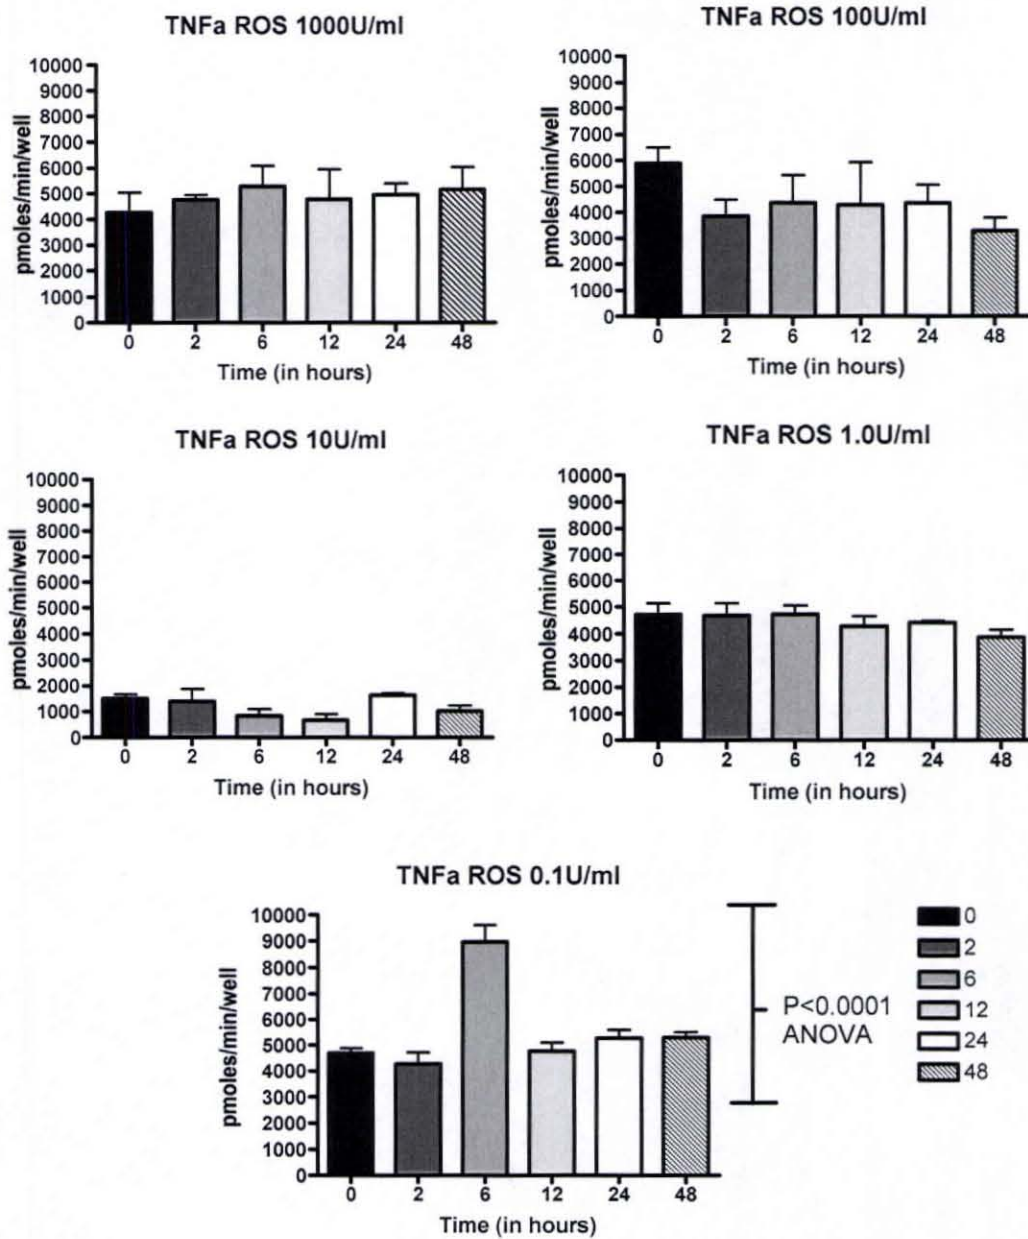 TNFa ROS 1000U/ml
pmoles/min/well
10000
9000
8000
7000
6000
5000
4000
3000
2000
1000
0
0 2 6 12 24 48
Time (in hours)
TNFa ROS 100U/ml
pmoles/min/well
10000
9000
8000
7000
6000
5000
4000
3000
2000
1000
0
0 2 6 12 24 48
Time (in hours)
TNFa ROS 10U/ml
pmoles/min/well
10000
9000
8000
7000
6000
5000
4000
3000
2000
1000
0
0 2 6 12 24 48
Time (in hours)
TNFa ROS 1.0U/ml
pmoles/min/well
10000
9000
8000
7000
6000
5000
4000
3000
2000
1000
0
0 2 6 12 24 48
Time (in hours)
TNFa ROS 0.1U/ml
pmoles/min/well
10000
9000
8000
7000
6000
5000
4000
3000
2000
1000
0
0 2 6 12 24 48
Time (in hours)
P<0.0001
ANOVA
0
2
6
12
24
48